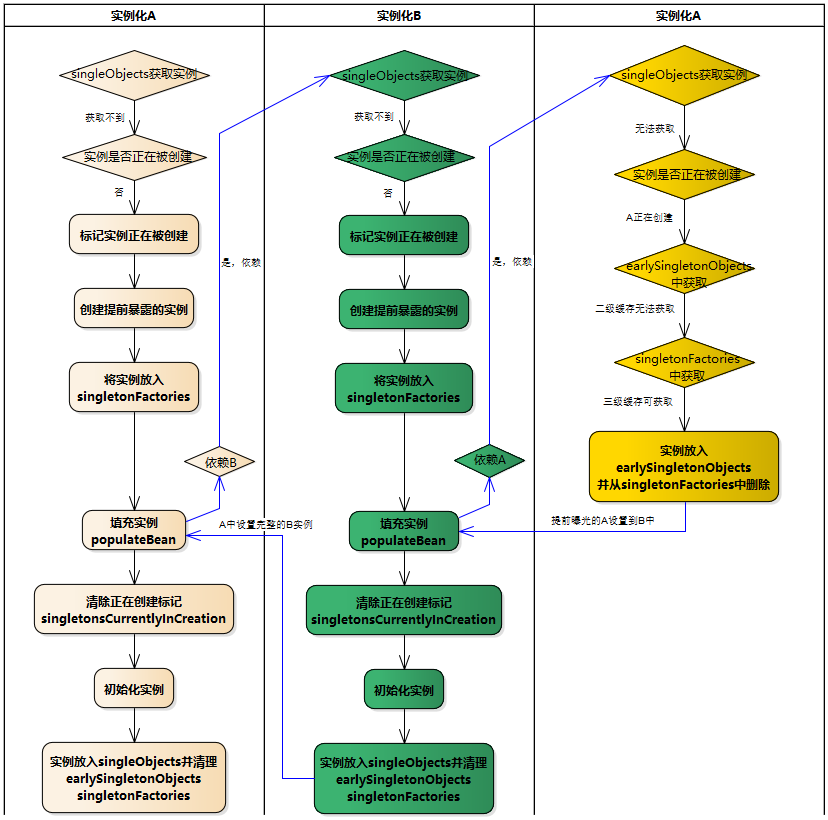 实例化A
singleObjects获取实例
获取不到
实例是否正在被创建
否
标记实例正在被创建
是，依赖
创建提前暴露的实例
将实例放入
singletonFactories
依赖B
填充实例
populateBean
A中设置完整的B实例
清除正在创建标记
singletonsCurrentlyInCreation
初始化实例
实例放入singleObjects并清理
earlySingletonObjects
singletonFactories
实例化B
singleObjects获取实例
获取不到
实例是否正在被创建
否
标记实例正在被创建
是，依赖
创建提前暴露的实例
将实例放入
singletonFactories
依赖A
填充实例
populateBean
提前曝光的A设置到B中
清除正在创建标记
singletonsCurrentlyInCreation
初始化实例
实例放入singleObjects并清理
earlySingletonObjects
singletonFactories
实例化A
singleObjects获取实例
无法获取
实例是否正在被创建
A正在创建
earlySingletonObjects
中获取
二级缓存无法获取
singletonFactories
中获取
三级缓存可获取
实例放入
earlySingletonObjects
并从singletonFactories中删除